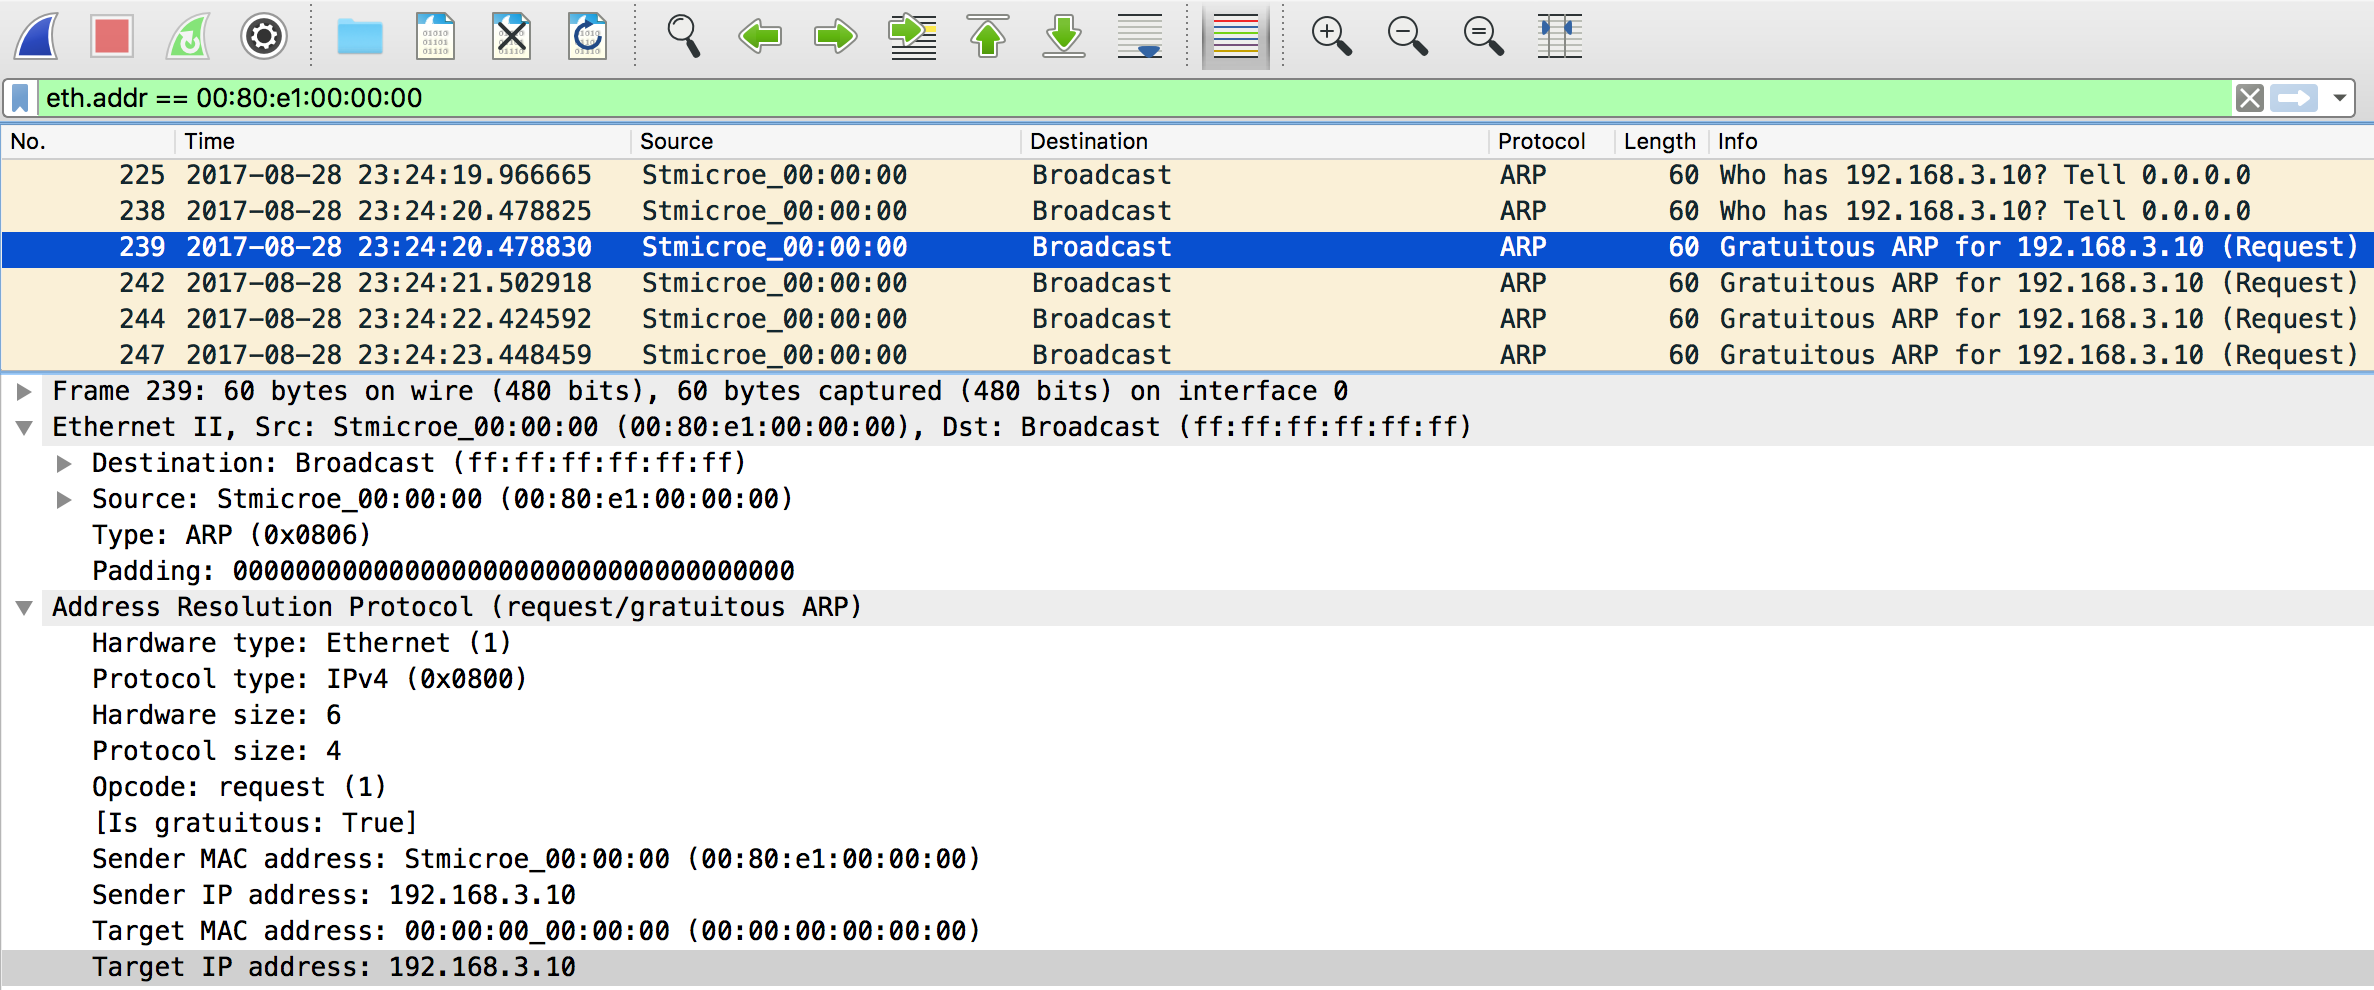 eth.addr == 00:80:e1:00:00:00
No. Time Source Destination Protocol Length Info
225 2017-08-28 23:24:19.966665 Stmicroe_00:00:00 Broadcast ARP 60 Who has 192.168.3.10? Tell 0.0.0.0
238 2017-08-28 23:24:20.478825 Stmicroe_00:00:00 Broadcast ARP 60 Who has 192.168.3.10? Tell 0.0.0.0
239 2017-08-28 23:24:20.478830 Stmicroe_00:00:00 Broadcast ARP 60 Gratuitous ARP for 192.168.3.10 (Request)
242 2017-08-28 23:24:21.502918 Stmicroe_00:00:00 Broadcast ARP 60 Gratuitous ARP for 192.168.3.10 (Request)
244 2017-08-28 23:24:22.424592 Stmicroe_00:00:00 Broadcast ARP 60 Gratuitous ARP for 192.168.3.10 (Request)
247 2017-08-28 23:24:23.448459 Stmicroe_00:00:00 Broadcast ARP 60 Gratuitous ARP for 192.168.3.10 (Request)
Frame 239: 60 bytes on wire (480 bits), 60 bytes captured (480 bits) on interface 0
Ethernet II, Src: Stmicroe_00:00:00 (00:80:e1:00:00:00), Dst: Broadcast (ff:ff:ff:ff:ff:ff)
Destination: Broadcast (ff:ff:ff:ff:ff:ff)
Source: Stmicroe_00:00:00 (00:80:e1:00:00:00)
Type: ARP (0x0806)
Padding: 000000000000000000000000000000000000
Address Resolution Protocol (request/gratuitous ARP)
Hardware type: Ethernet (1)
Protocol type: IPv4 (0x0800)
Hardware size: 6
Protocol size: 4
Opcode: request (1)
[Is gratuitous: True]
Sender MAC address: Stmicroe_00:00:00 (00:80:e1:00:00:00)
Sender IP address: 192.168.3.10
Target MAC address: 00:00:00_00:00:00 (00:00:00:00:00:00)
Target IP address: 192.168.3.10